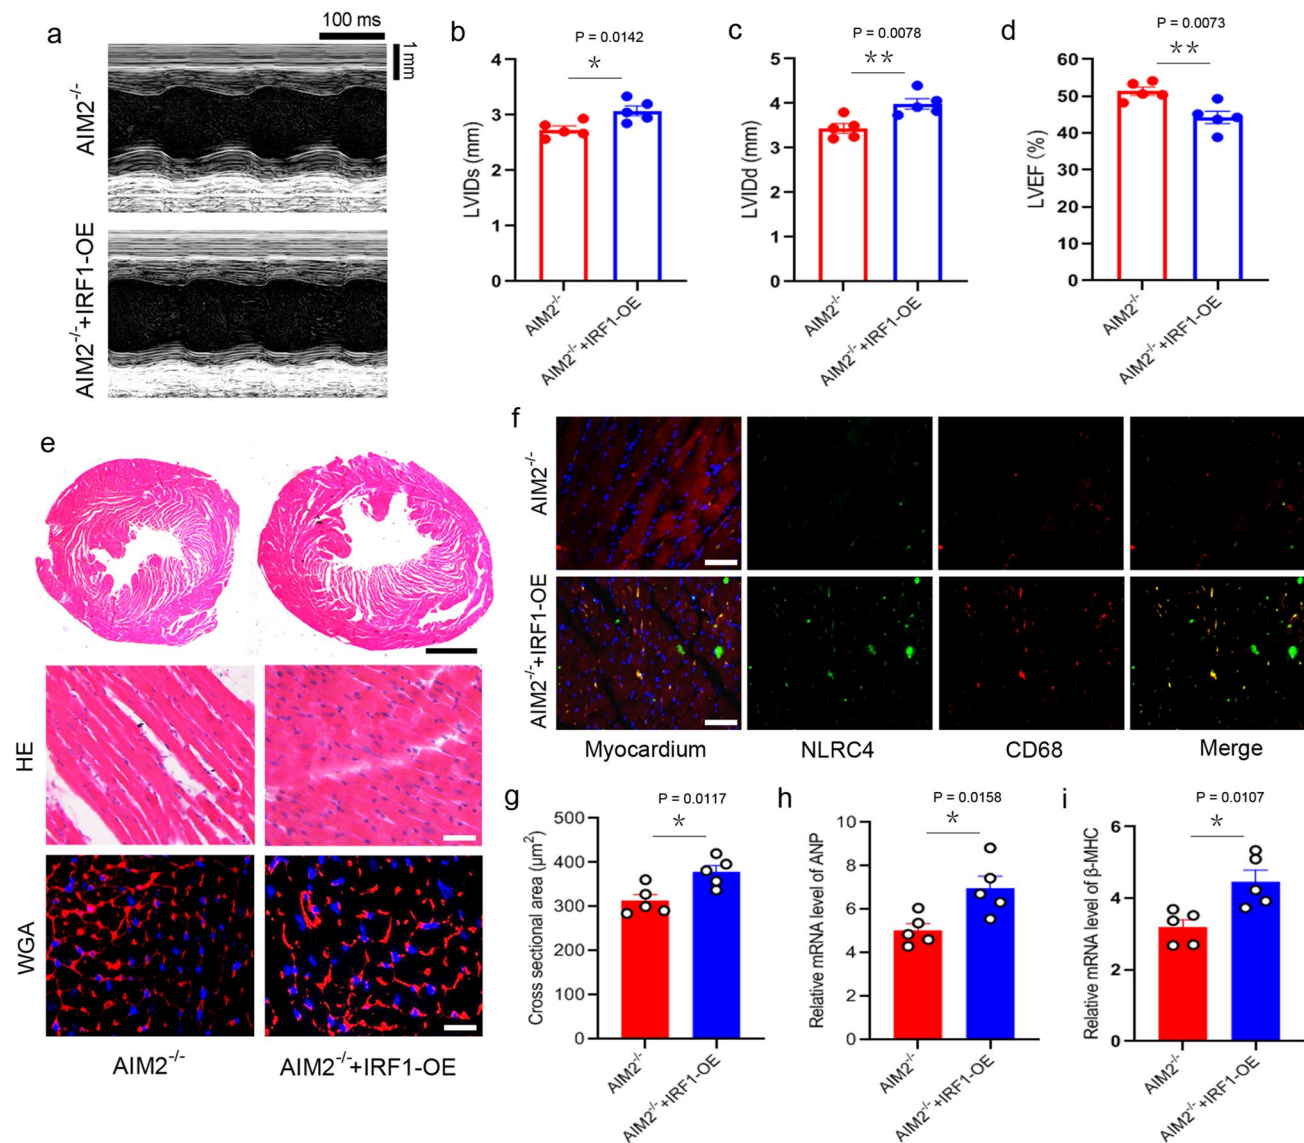 a
100 ms
1 mm
AIM2-/-
AIM2-/-+IRF1-OE
b
P = 0.0142
*
LVIDs (mm)
4
3
2
1
0
AIM2-/-
AIM2-/-+IRF1-OE
c
P = 0.0078
**
LVIDd (mm)
5
4
3
2
1
0
AIM2-/-
AIM2-/-+IRF1-OE
d
P = 0.0073
**
LVEF (%)
60
50
40
30
20
10
0
AIM2-/-
AIM2-/-+IRF1-OE
e
HE
WGA
AIM2-/-
AIM2-/-+IRF1-OE
f
AIM2-/-
AIM2-/-+IRF1-OE
Myocardium
NLRC4
CD68
Merge
g
P = 0.0117
*
Cross sectional area (μm2)
500
400
300
200
100
0
AIM2-/-
AIM2-/-+IRF1-OE
h
P = 0.0158
*
Relative mRNA level of ANP
10
8
6
4
2
0
AIM2-/-
AIM2-/-+IRF1-OE
i
P = 0.0107
*
Relative mRNA level of β-MHC
6
4
2
0
AIM2-/-
AIM2-/-+IRF1-OE